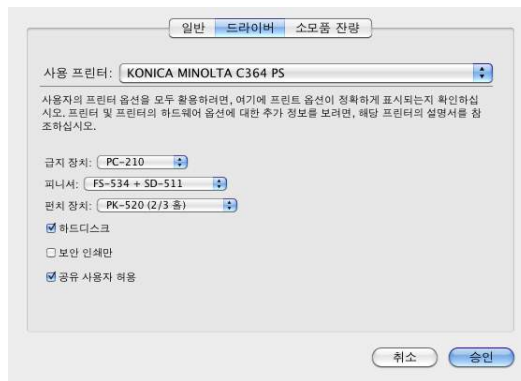 일반 드라이버 소모품 잔량
사용 프린터: KONICA MINOLTA C364 PS
사용자의 프린터 옵션을 모두 활용하려면, 여기에 프린트 옵션이 정확하게 표시되는지 확인하십
시오. 프린터 및 프린터의 하드웨어 옵션에 대한 추가 정보를 보려면, 해당 프린터의 설명서를 참
조하십시오.
급지 장치: PC-210
피니셔: FS-534 + SD-511
펀치 장치: PK-520 (2/3 홀)
하드디스크
보안 인쇄만
공유 사용자 허용
취소 승인